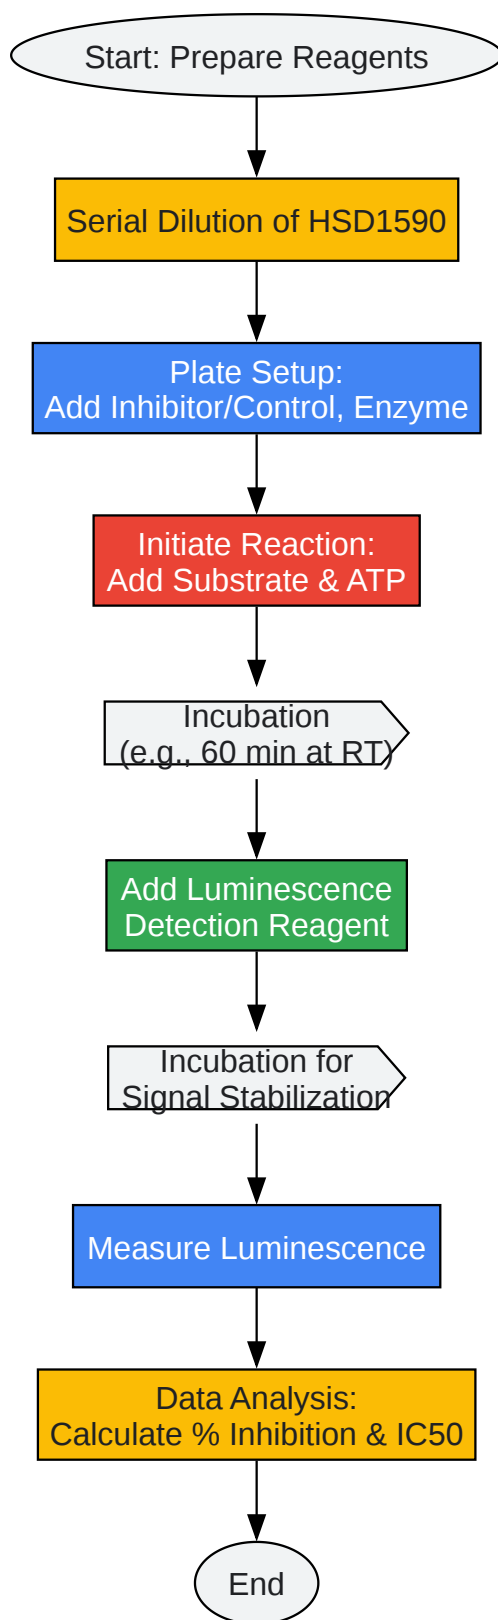 Start: Prepare Reagents
Serial Dilution of HSD1590
Plate Setup:
Add Inhibitor/Control, Enzyme
Initiate Reaction:
Add Substrate & ATP
Incubation
(e.g., 60 min at RT)
Add Luminescence
Detection Reagent
Incubation for
Signal Stabilization
Measure Luminescence
Data Analysis:
Calculate % Inhibition & IC50
End